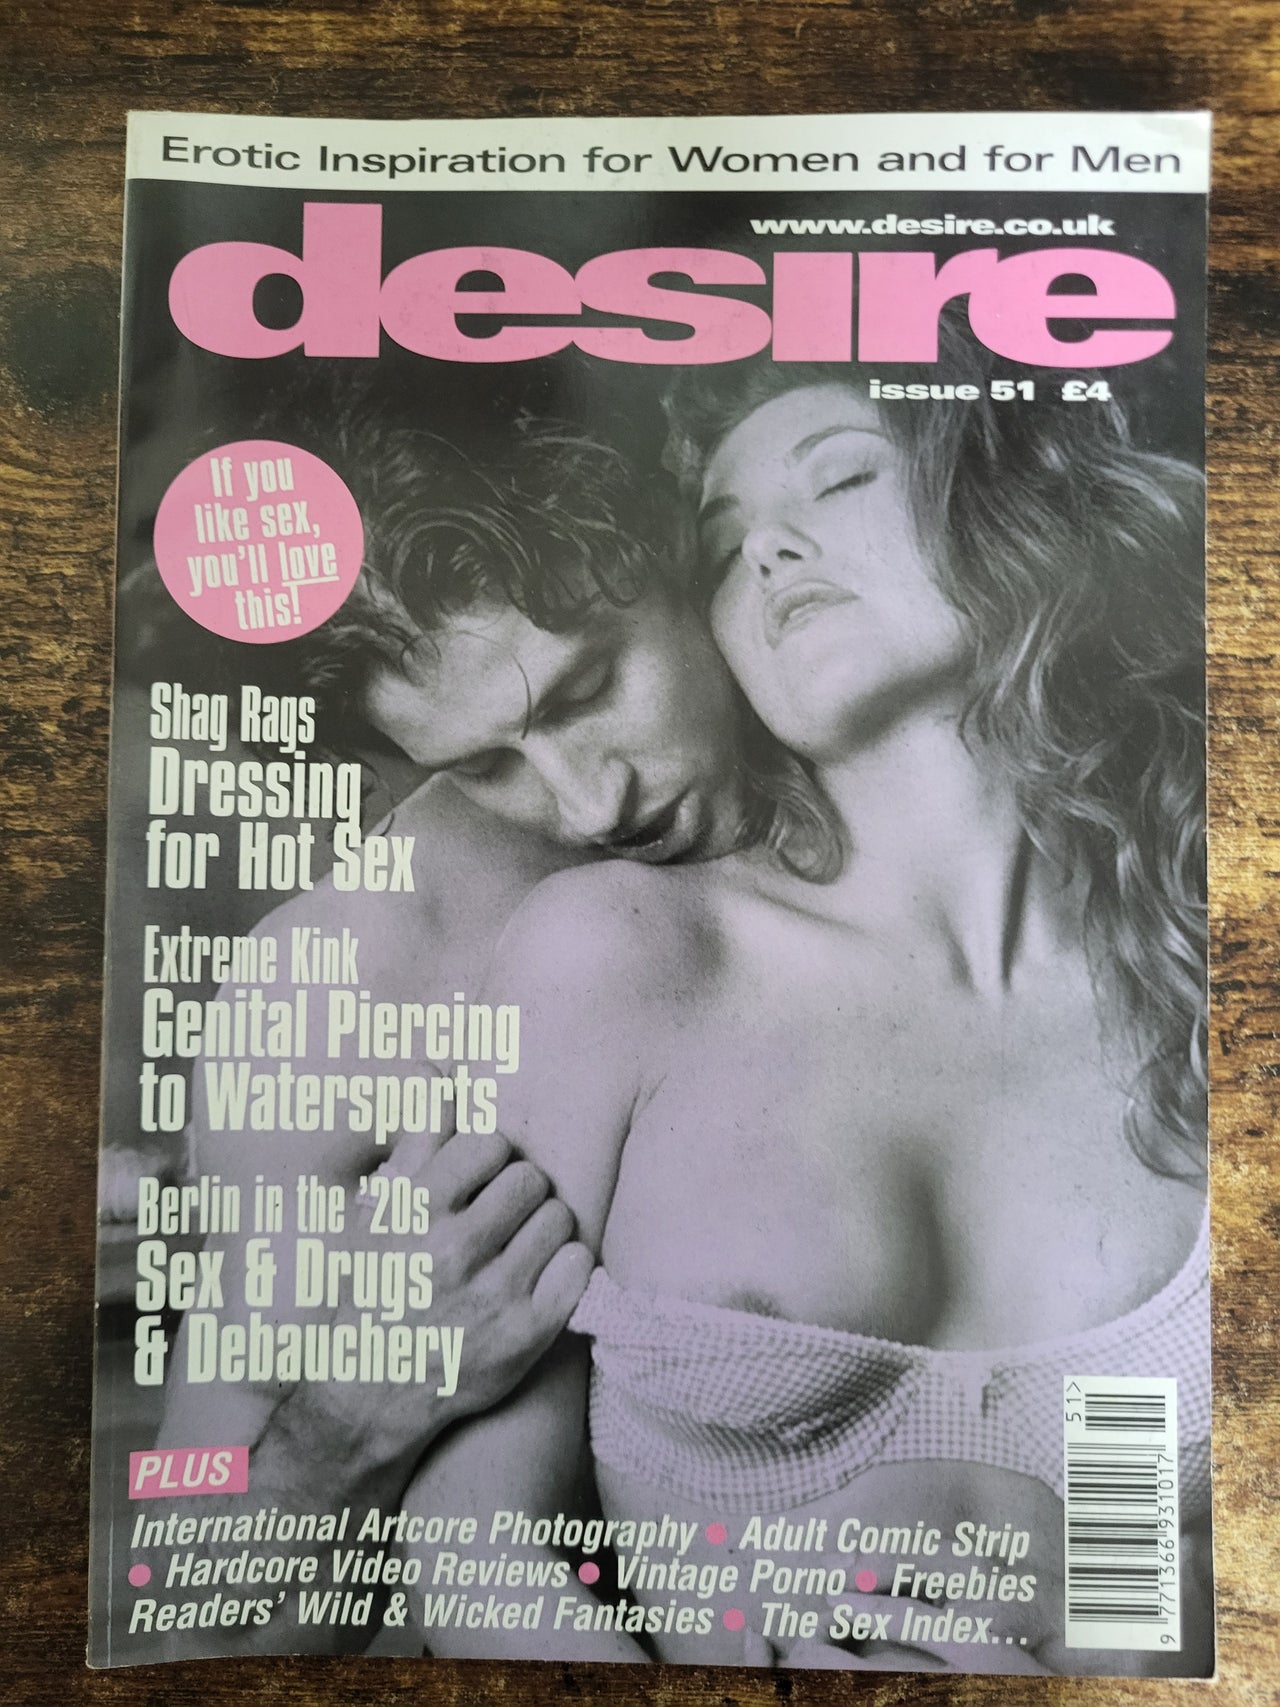 Erotic Inspiration for Women and for Men
www.desire.co.uk
desire
issue 51 £4
If you
like sex,
you'll love
this!
Shag Rags
Dressing
for Hot Sex
Extreme Kink
Genital Piercing
to Watersports
Berlin in the '20s
Sex & Drugs
& Debauchery
PLUS
International Artcore Photography • Adult Comic Strip
• Hardcore Video Reviews • Vintage Porno • Freebies
Readers' Wild & Wicked Fantasies • The Sex Index...
51>
9 771366 931017